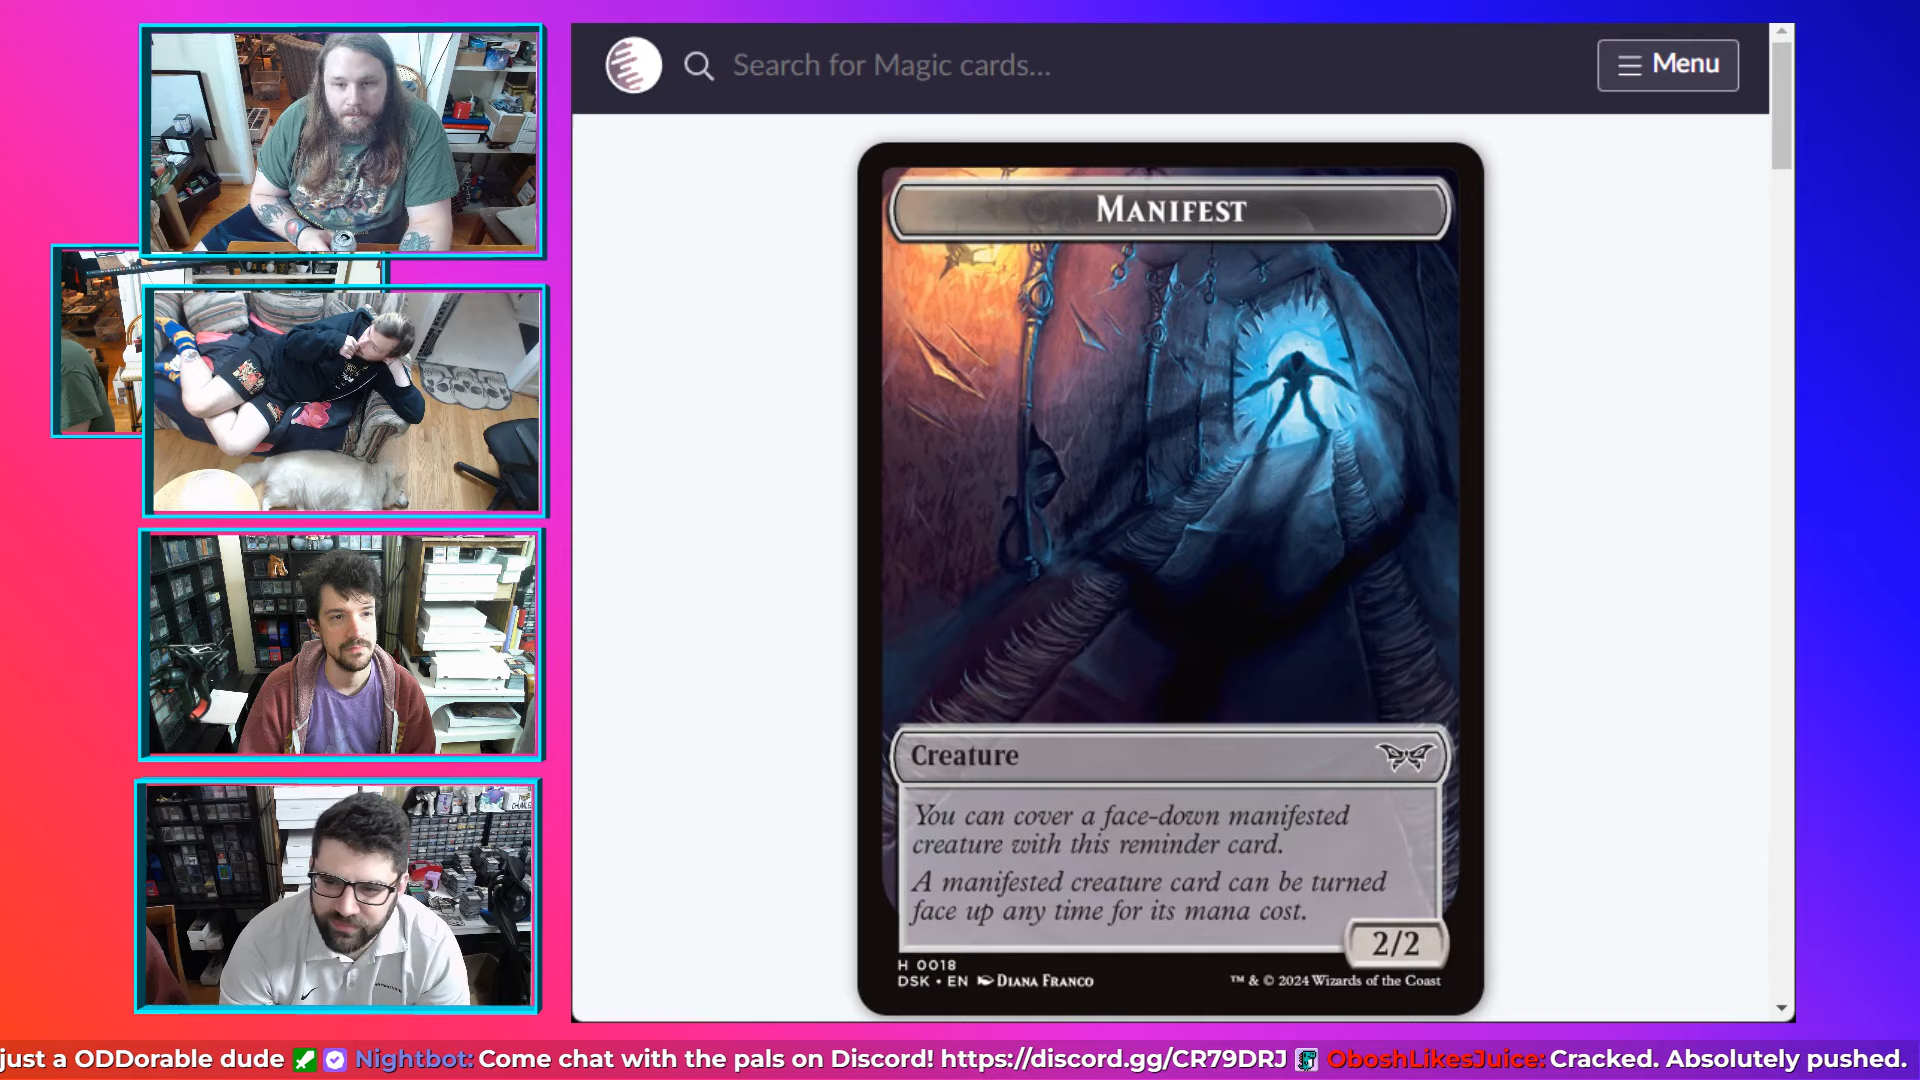 Search for Magic cards...
Menu
MANIFEST
Creature
You can cover a face-down manifested
creature with this reminder card.
A manifested creature card can be turned
face up any time for its mana cost.
2/2
H 0018
DSK • EN DIANA FRANCO
™ & © 2024 Wizards of the Coast
just a ODDorable dude Nightbot: Come chat with the pals on Discord! https://discord.gg/CR79DRJ OboshLikesJuice: Cracked. Absolutely pushed.